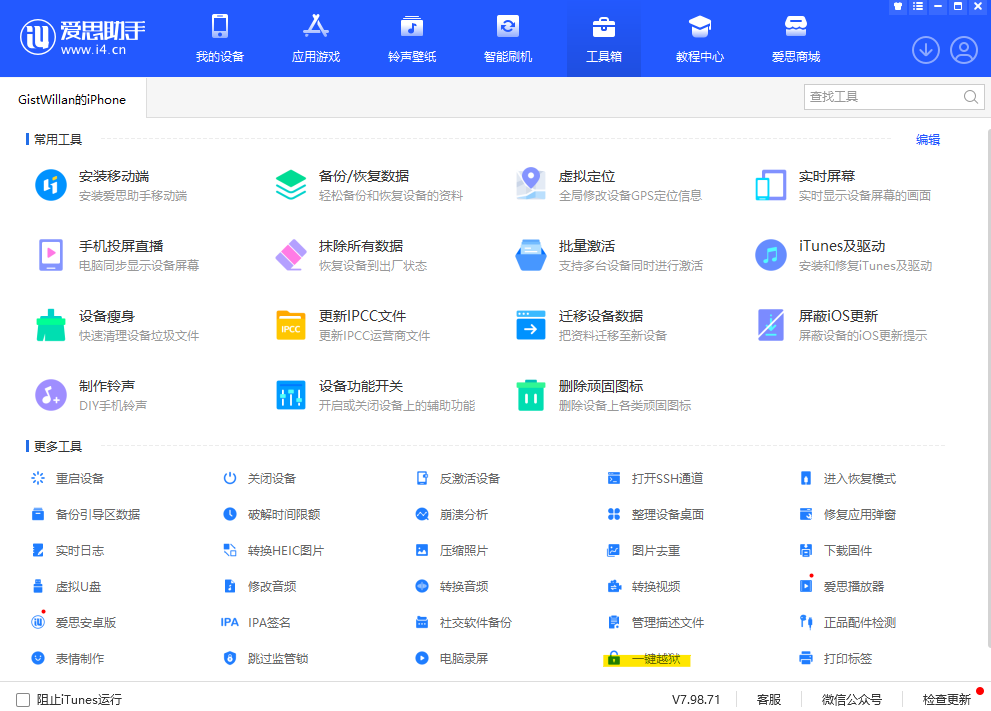 爱思助手
www.i4.cn
我的设备
应用游戏
铃声壁纸
智能刷机
工具箱
教程中心
爱思商城
GistWillan的iPhone
查找工具
常用工具
编辑
安装移动端
安装爱思助手移动端
备份/恢复数据
轻松备份和恢复设备的资料
虚拟定位
全局修改设备GPS定位信息
实时屏幕
实时显示设备屏幕的画面
手机投屏直播
电脑同步显示设备屏幕
抹除所有数据
恢复设备到出厂状态
批量激活
支持多台设备同时进行激活
iTunes及驱动
安装和修复iTunes及驱动
设备瘦身
快速清理设备垃圾文件
IPCC
更新IPCC文件
更新IPCC运营商文件
迁移设备数据
把资料迁移至新设备
屏蔽iOS更新
屏蔽设备的iOS更新提示
制作铃声
DIY手机铃声
设备功能开关
开启或关闭设备上的辅助功能
删除顽固图标
删除设备上各类顽固图标
更多工具
重启设备
关闭设备
反激活设备
打开SSH通道
进入恢复模式
备份引导区数据
破解时间限额
崩溃分析
整理设备桌面
修复应用弹窗
实时日志
转换HEIC图片
压缩照片
图片去重
下载固件
虚拟U盘
修改音频
转换音频
转换视频
爱思播放器
爱思安卓版
IPA IPA签名
社交软件备份
管理描述文件
正品配件检测
表情制作
跳过监管锁
电脑录屏
一键越狱
打印标签
阻止iTunes运行
V7.98.71
客服
微信公众号
检查更新